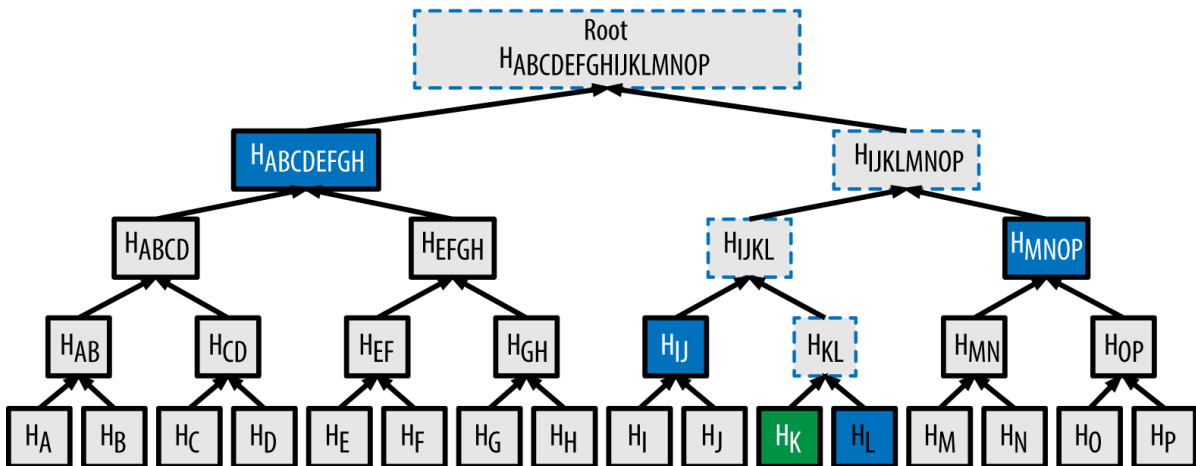 Root
HABCDEFGHIJKLMNOP
HABCDEFGH HIJKLMNOP
HABCD HEFGH HIJKL HMNOP
HAB HCD HEF HGH HIJ HKL HMN HOP
HA HB HC HD HE HF HG HH HI HJ HK HL HM HN HO HP